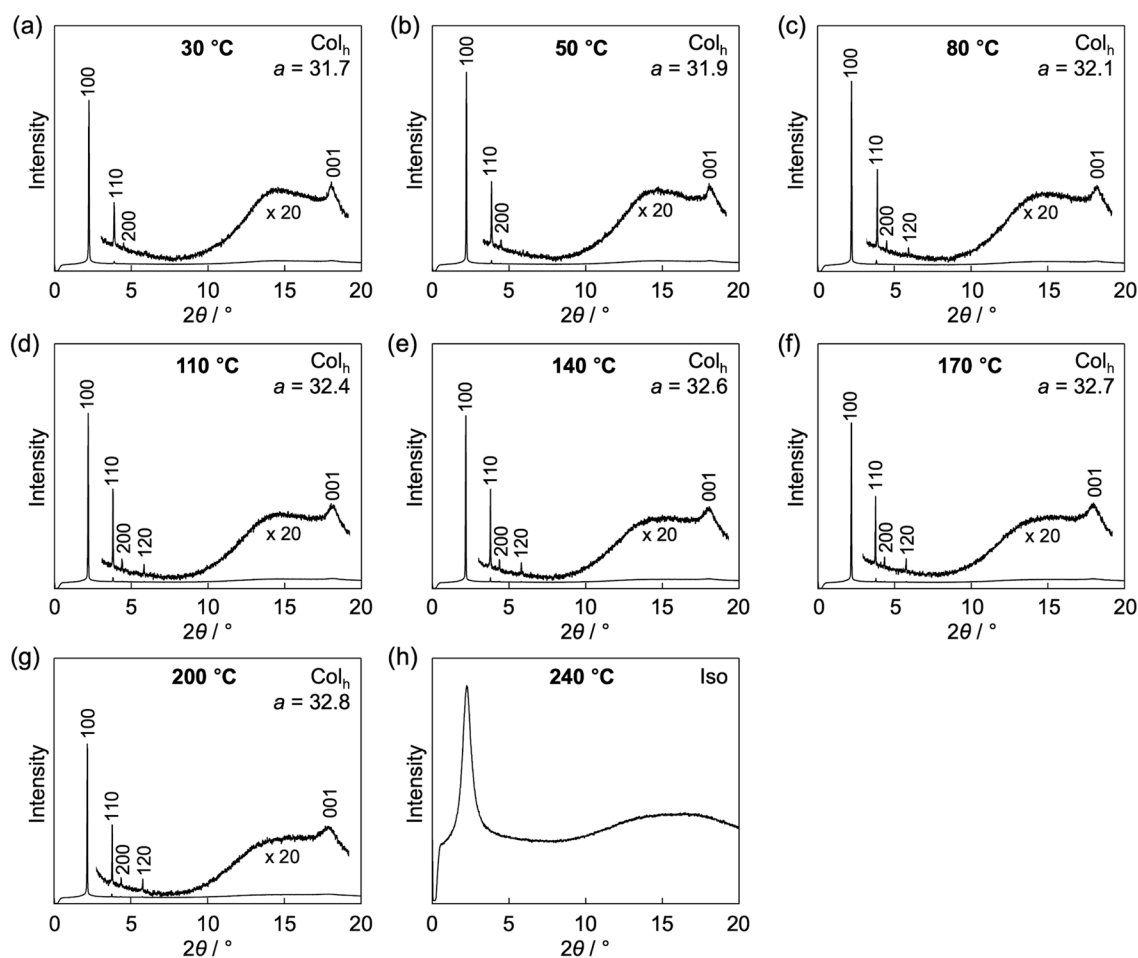 (a)
30 °C
Colₕ
a = 31.7
100
110
200
x 20
001
Intensity
0 5 10 15 20
2θ / °
(b)
50 °C
Colₕ
a = 31.9
100
110
200
x 20
001
Intensity
0 5 10 15 20
2θ / °
(c)
80 °C
Colₕ
a = 32.1
100
110
200
120
x 20
001
Intensity
0 5 10 15 20
2θ / °
(d)
110 °C
Colₕ
a = 32.4
100
110
200
120
x 20
001
Intensity
0 5 10 15 20
2θ / °
(e)
140 °C
Colₕ
a = 32.6
100
110
200
120
x 20
001
Intensity
0 5 10 15 20
2θ / °
(f)
170 °C
Colₕ
a = 32.7
100
110
200
120
x 20
001
Intensity
0 5 10 15 20
2θ / °
(g)
200 °C
Colₕ
a = 32.8
100
110
200
120
x 20
001
Intensity
0 5 10 15 20
2θ / °
(h)
240 °C
Iso
Intensity
0 5 10 15 20
2θ / °